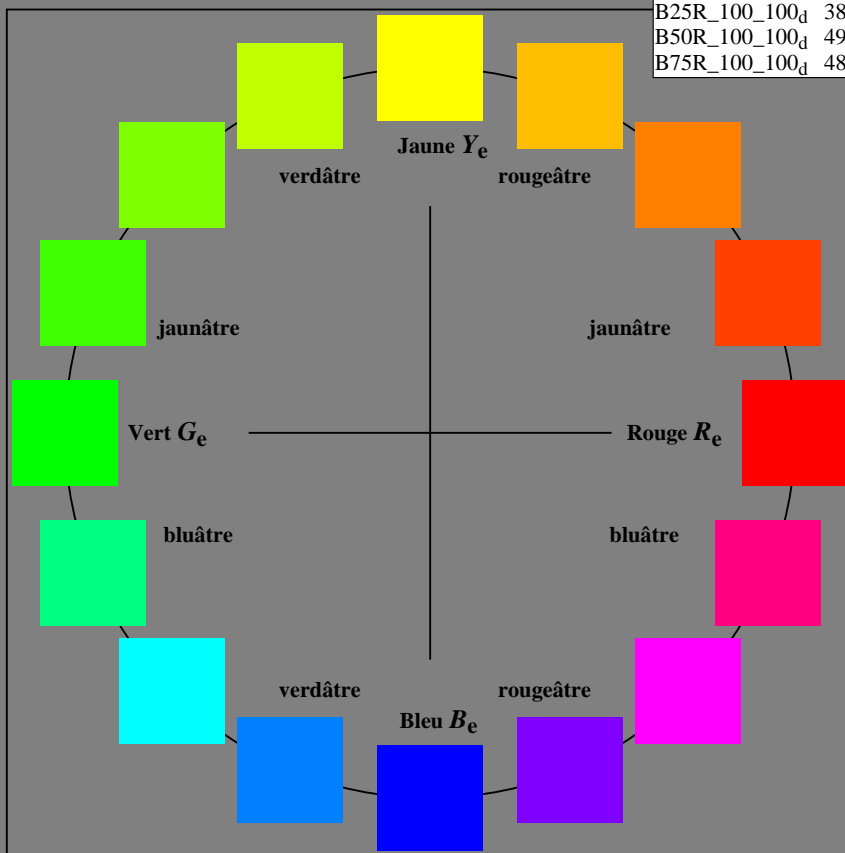 B25R_100_100d 38
B50R_100_100d 49
B75R_100_100d 48
Jaune Ye
verdâtre rougeâtre
jaunâtre jaunâtre
Vert Ge Rouge Re
bluâtre bluâtre
verdâtre rougeâtre
Bleu Be